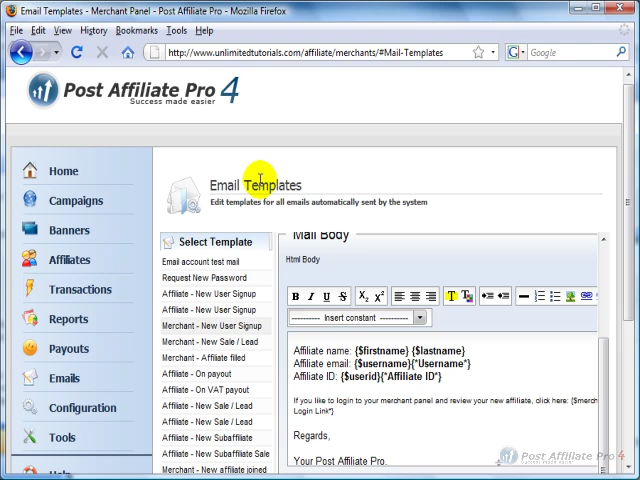 Email Templates - Merchant Panel - Post Affiliate Pro - Mozilla Firefox
File Edit View History Bookmarks Tools Help
http://www.unlimitedtutorials.com/affiliate/merchants/#Mail-Templates
Google
Post Affiliate Pro 4
Success made easier
Home
Campaigns
Banners
Affiliates
Transactions
Reports
Payouts
Emails
Configuration
Tools
Help
Email Templates
Edit templates for all emails automatically sent by the system
Select Template
Email account test mail
Request New Password
Affiliate - New User Signup
Affiliate - New User Signup
Merchant - New User Signup
Merchant - New Sale / Lead
Merchant - Affiliate filled
Affiliate - On payout
Affiliate - On VAT payout
Affiliate - New Sale / Lead
Affiliate - New Sale / Lead
Affiliate - New Subaffiliate
Affiliate - New Subaffiliate Sale
Merchant - New affiliate joined
Mail Body
Html Body
B I U S X2 X2 T T
---------- Insert constant ----------
Affiliate name: {$firstname} {$lastname}
Affiliate email: {$username}{*Username*}
Affiliate ID: {$userid}{*Affiliate ID*}
If you like to login to your merchant panel and review your new affiliate, click here: {$merch
Login Link*}
Regards,
Your Post Affiliate Pro.
Post Affiliate Pro 4